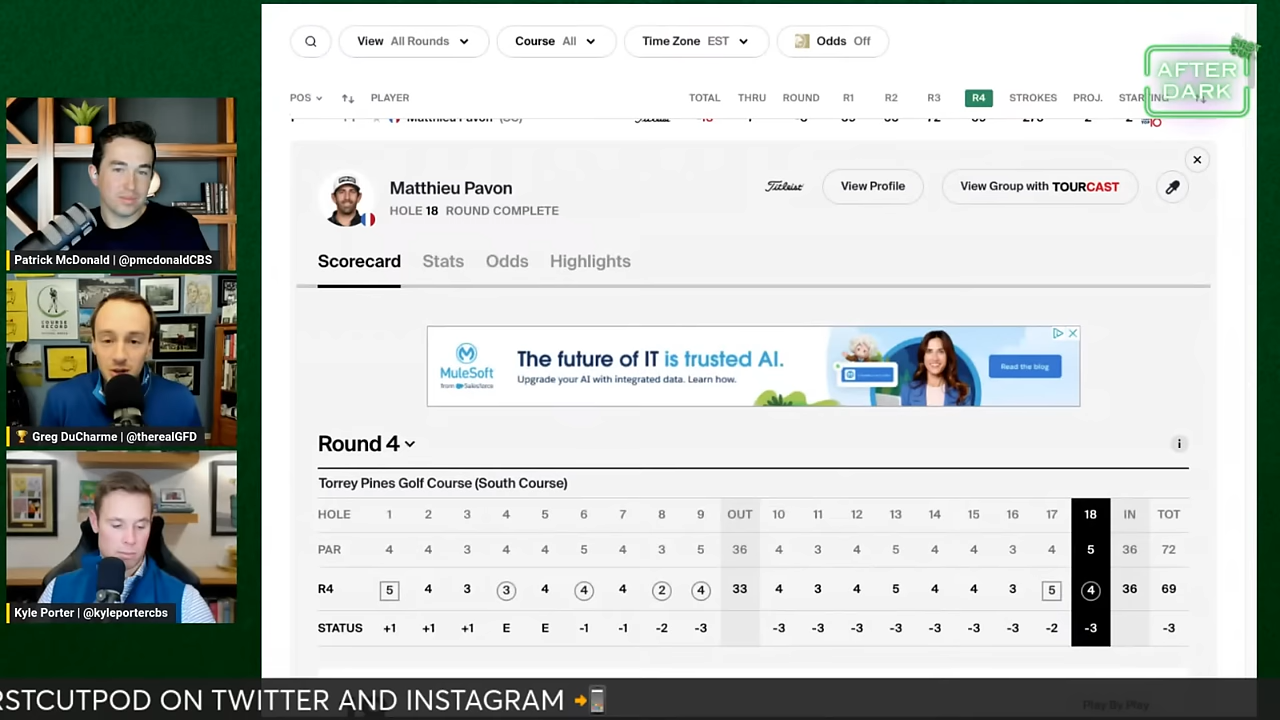 View All Rounds
Course All
Time Zone EST
Odds Off
AFTER
DARK
POS PLAYER TOTAL THRU ROUND R1 R2 R3 R4 STROKES PROJ.
Matthieu Pavon
HOLE 18 ROUND COMPLETE
Titleist
View Profile
View Group with TOURCAST
Scorecard Stats Odds Highlights
MuleSoft
from Salesforce
The future of IT is trusted AI.
Upgrade your AI with integrated data. Learn how.
Read the blog
Round 4
Torrey Pines Golf Course (South Course)
HOLE 1 2 3 4 5 6 7 8 9 OUT 10 11 12 13 14 15 16 17 18 IN TOT
PAR 4 4 3 4 4 5 4 3 5 36 4 3 4 5 4 4 3 4 5 36 72
R4 5 4 3 3 4 4 4 2 4 33 4 3 4 5 4 4 3 5 4 36 69
STATUS +1 +1 +1 E E -1 -1 -2 -3 -3 -3 -3 -3 -3 -3 -3 -2 -3 -3
Play By Play
Patrick McDonald | @pmcdonaldCBS
COURSE
RECORD
Greg DuCharme | @therealGFD
Kyle Porter | @kyleportercbs
RSTCUTPOD ON TWITTER AND INSTAGRAM